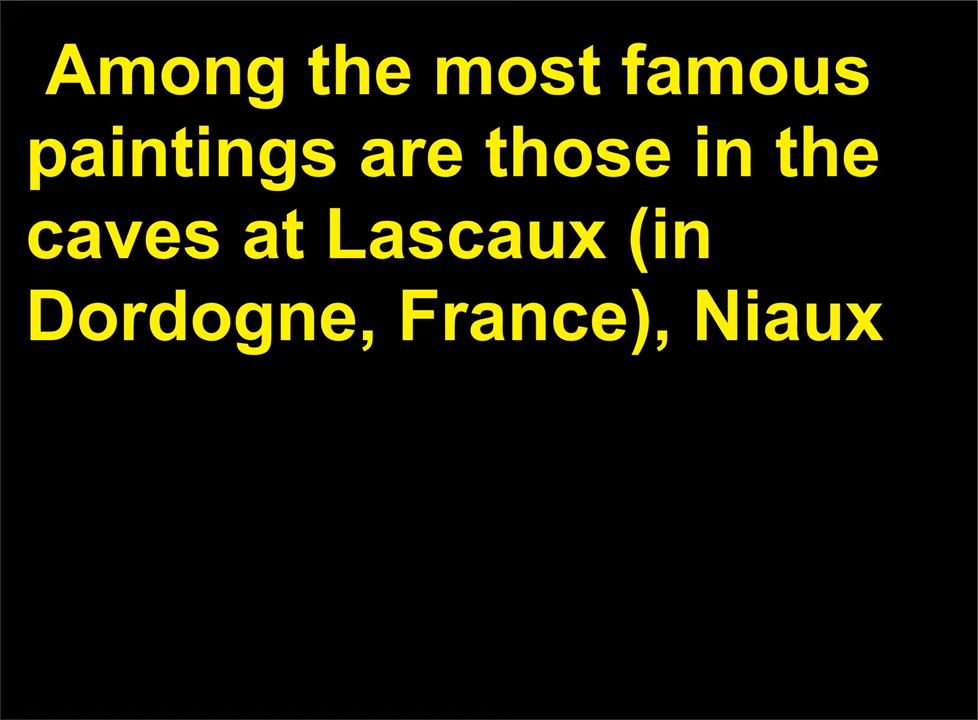 Among the most famous
paintings are those in the
caves at Lascaux (in
Dordogne, France), Niaux